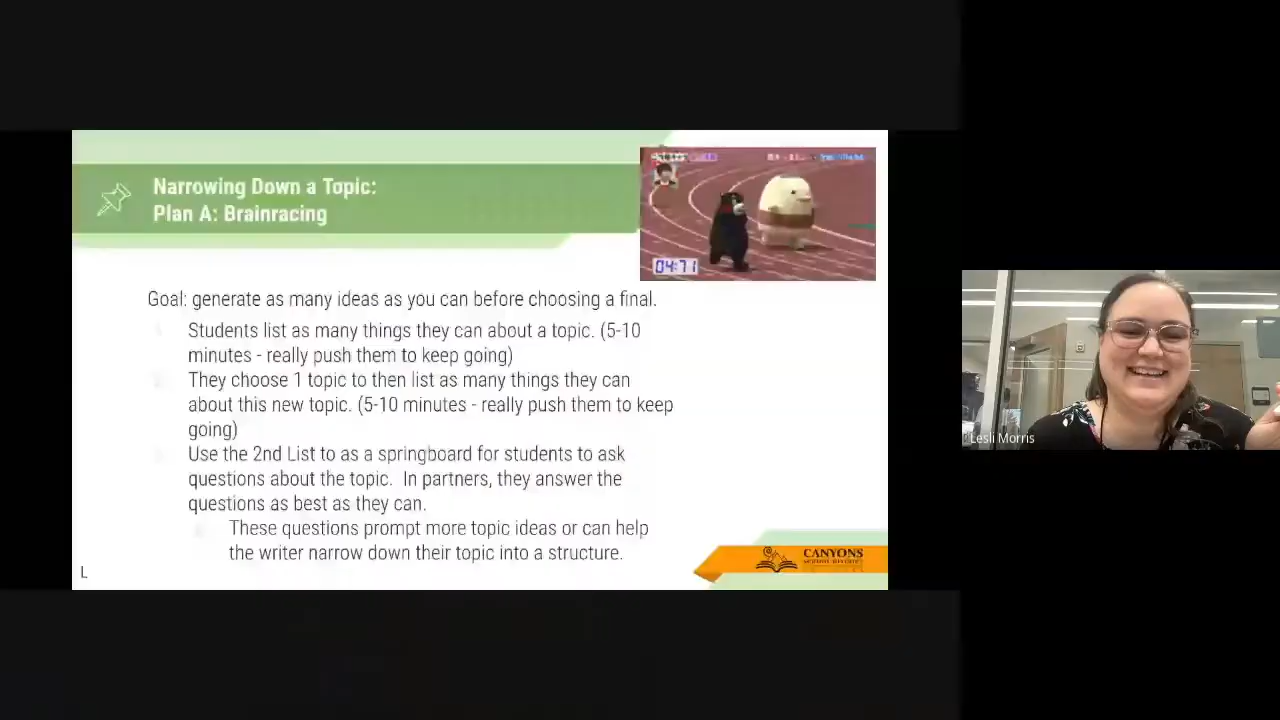 Narrowing Down a Topic:
Plan A: Brainracing
04:71
Goal: generate as many ideas as you can before choosing a final.
Students list as many things they can about a topic. (5-10
minutes - really push them to keep going)
They choose 1 topic to then list as many things they can
about this new topic. (5-10 minutes - really push them to keep
going)
Use the 2nd List to as a springboard for students to ask
questions about the topic. In partners, they answer the
questions as best as they can.
These questions prompt more topic ideas or can help
the writer narrow down their topic into a structure.
CANYONS
L
Lesli Morris